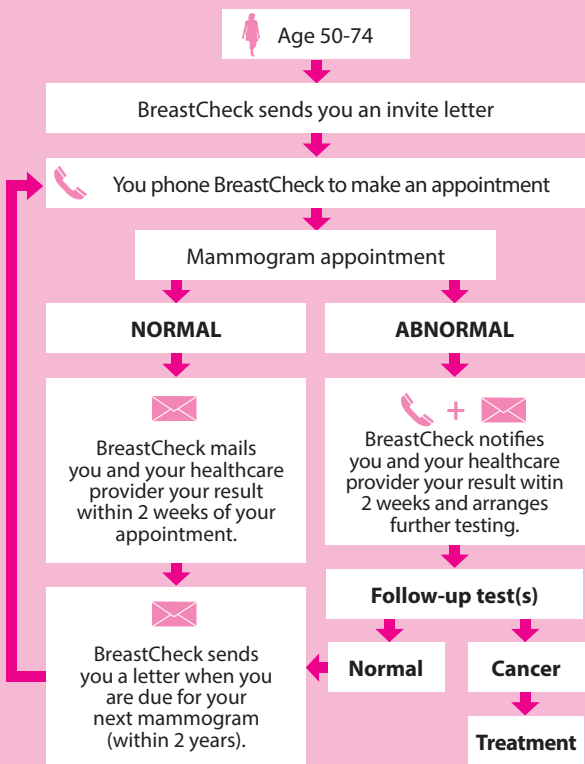 Age 50-74
BreastCheck sends you an invite letter
You phone BreastCheck to make an appointment
Mammogram appointment
NORMAL
BreastCheck mails
you and your healthcare
provider your result
within 2 weeks of your
appointment.
BreastCheck sends
you a letter when you
are due for your
next mammogram
(within 2 years).
ABNORMAL
+
BreastCheck notifies
you and your healthcare
provider your result witin
2 weeks and arranges
further testing.
Follow-up test(s)
Normal
Cancer
Treatment